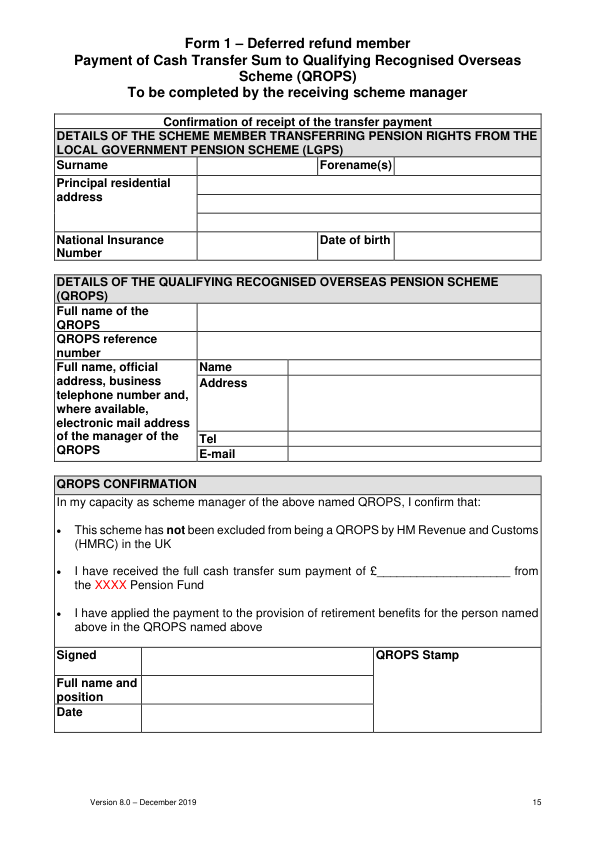 Form 1 – Deferred refund member
Payment of Cash Transfer Sum to Qualifying Recognised Overseas
Scheme (QROPS)
To be completed by the receiving scheme manager
Confirmation of receipt of the transfer payment
DETAILS OF THE SCHEME MEMBER TRANSFERRING PENSION RIGHTS FROM THE
LOCAL GOVERNMENT PENSION SCHEME (LGPS)
Surname
Forename(s)
Principal residential
address
National Insurance
Number
Date of birth
DETAILS OF THE QUALIFYING RECOGNISED OVERSEAS PENSION SCHEME
(QROPS)
Full name of the
QROPS
QROPS reference
number
Full name, official
address, business
telephone number and,
where available,
electronic mail address
of the manager of the
QROPS
Name
Address
Tel
E-mail
QROPS CONFIRMATION
In my capacity as scheme manager of the above named QROPS, I confirm that:
• This scheme has not been excluded from being a QROPS by HM Revenue and Customs
(HMRC) in the UK
• I have received the full cash transfer sum payment of £_____________________ from
the XXXX Pension Fund
• I have applied the payment to the provision of retirement benefits for the person named
above in the QROPS named above
Signed
QROPS Stamp
Full name and
position
Date
Version 8.0 – December 2019
15